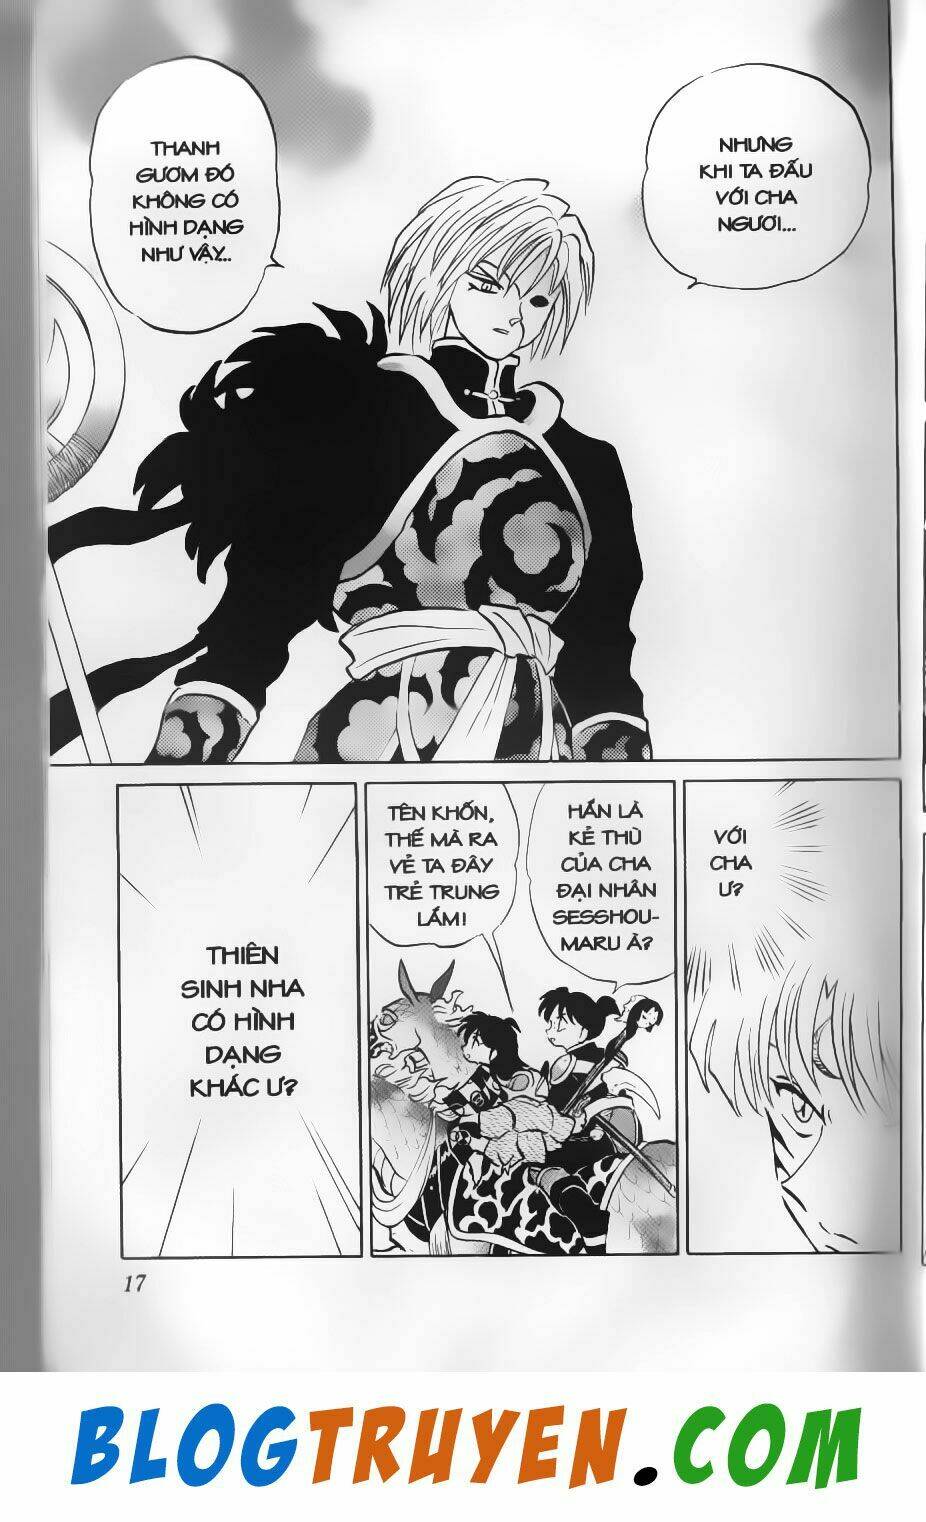 NHƯNG
KHI TA ĐẤU
VỚI CHA
NGƯƠI...
THANH
GƯƠM ĐÓ
KHÔNG CÓ
HÌNH DẠNG
NHƯ VẬY...
VỚI
CHA
Ư?
HẮN LÀ
KẺ THÙ
CỦA CHA
ĐẠI NHÂN
SESSHOU-
MARU À?
TÊN KHỐN,
THẾ MÀ RA
VẺ TA ĐÂY
TRẺ TRUNG
LẮM!
THIÊN
SINH NHA
CÓ HÌNH
DẠNG
KHÁC Ư?
17
BLOGTRUYEN.COM